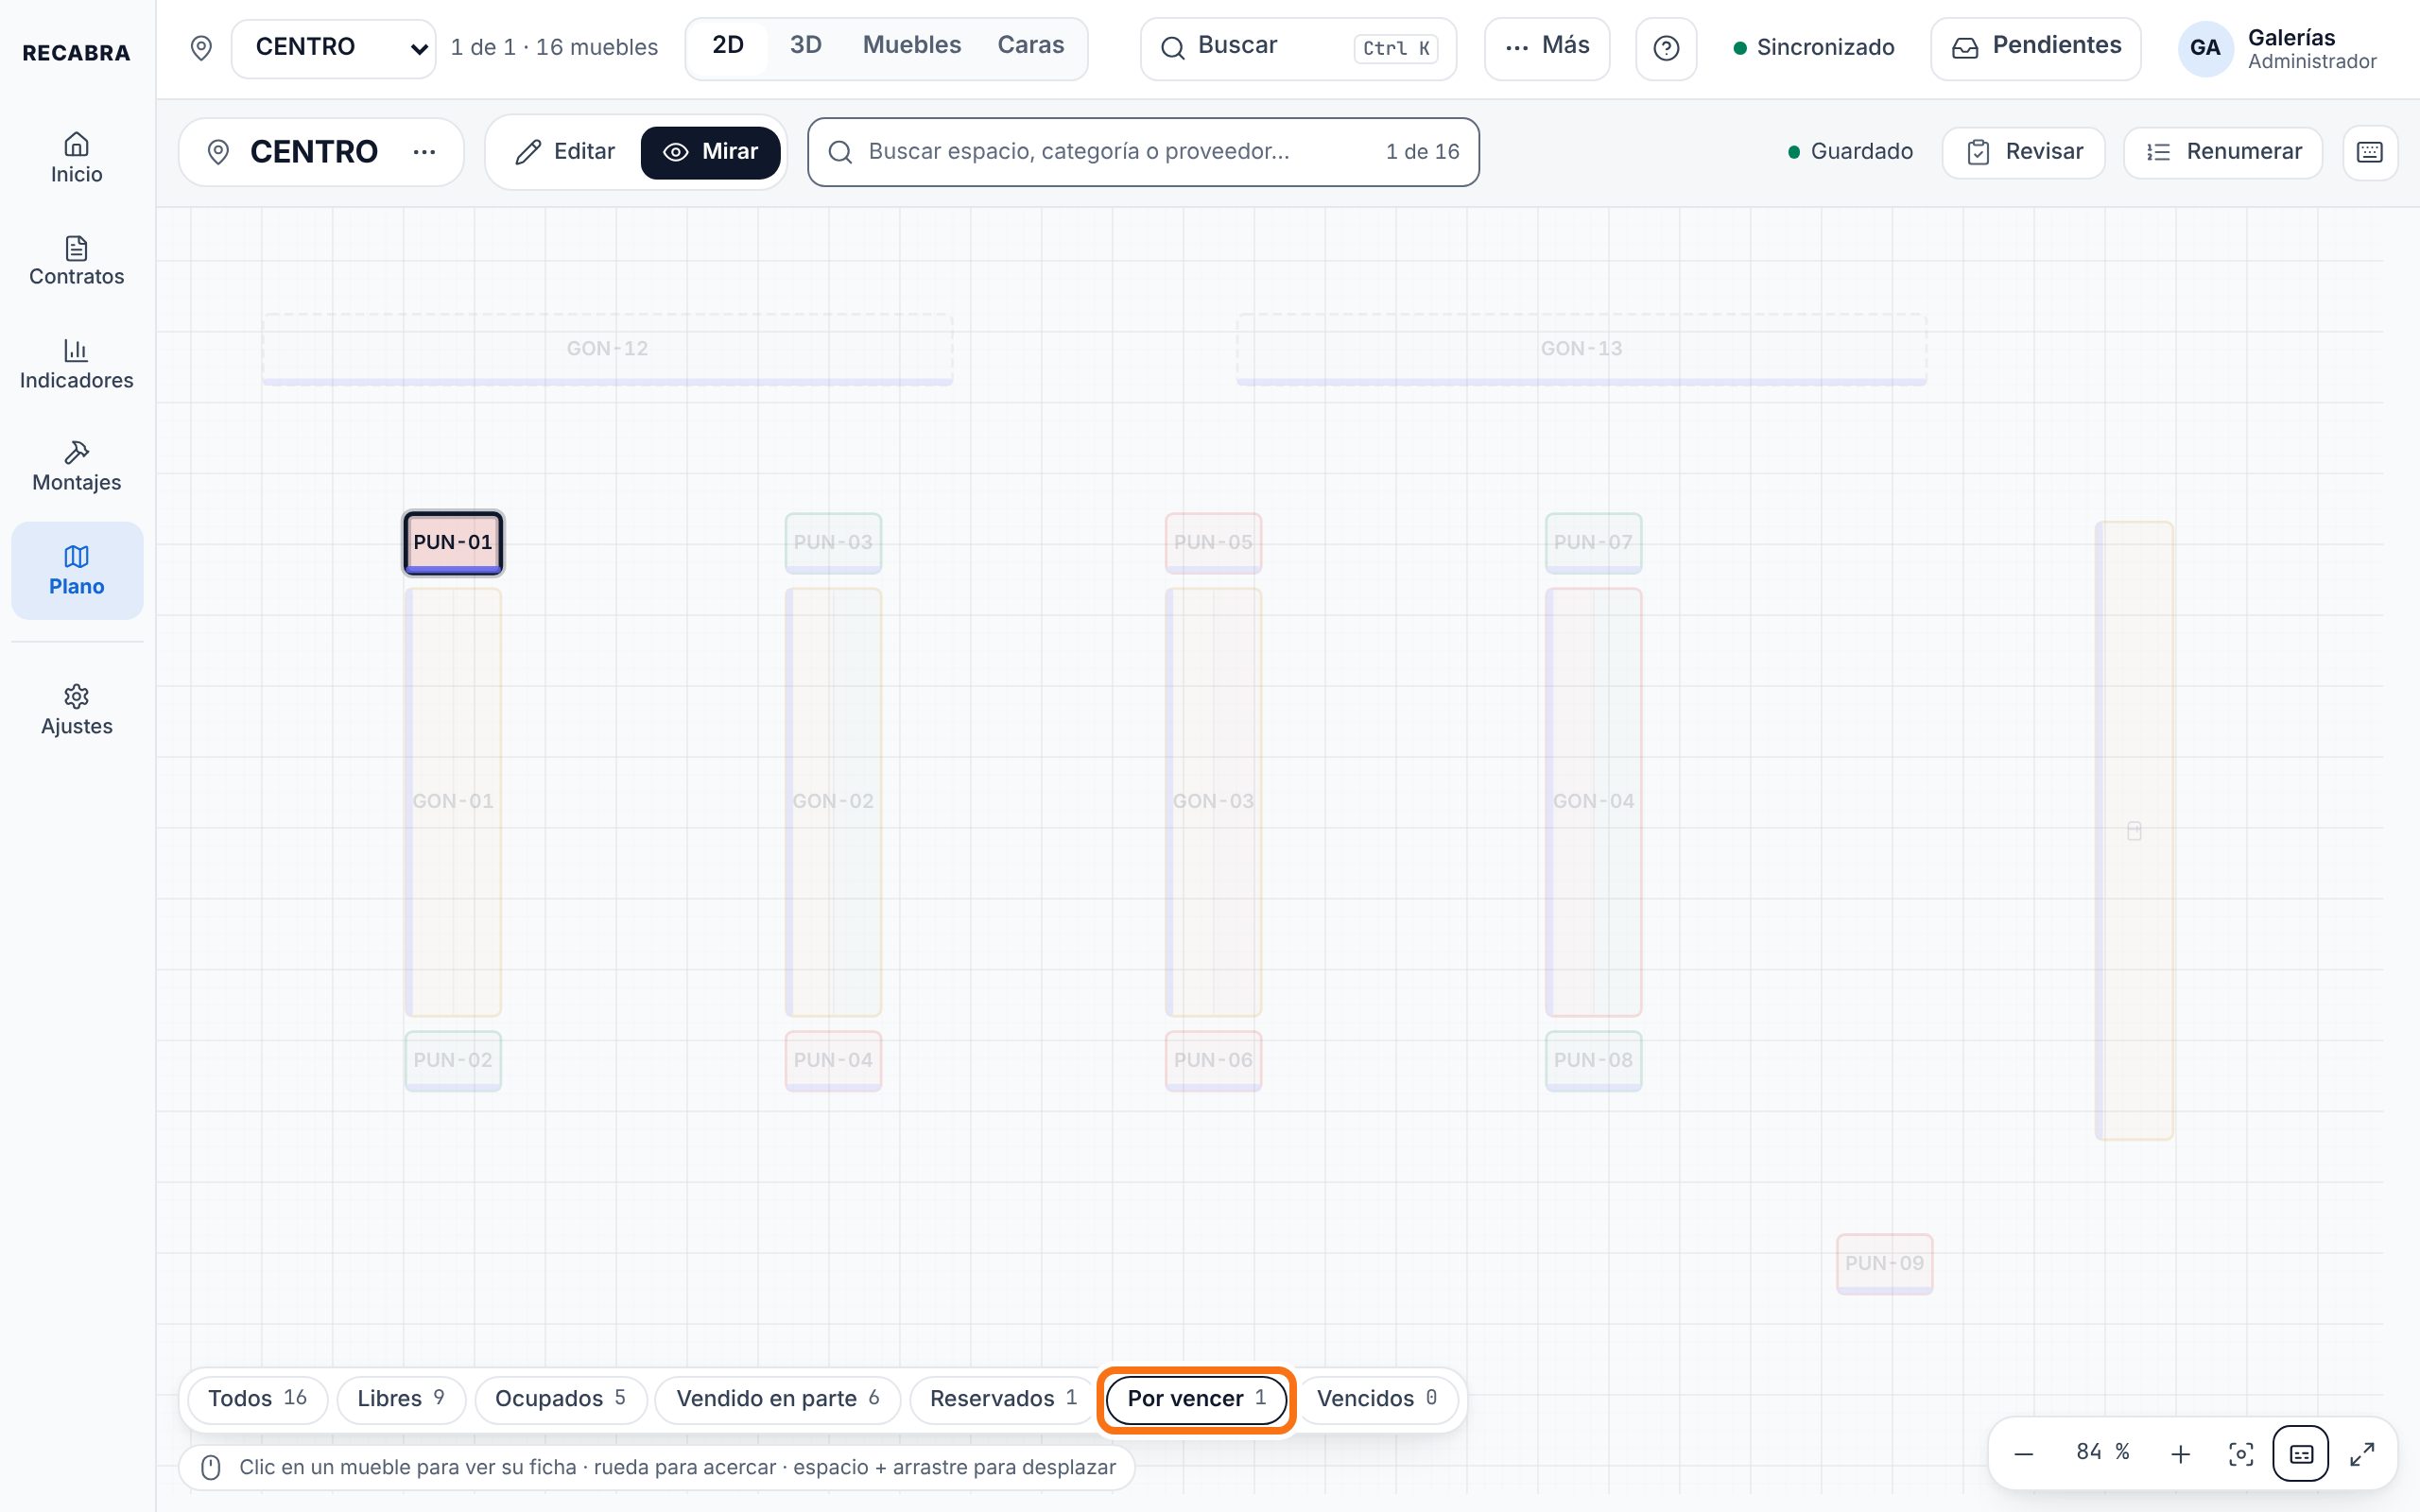 RECABRA
CENTRO
1 de 1 · 16 muebles
2D
3D
Muebles
Caras
Buscar
Ctrl K
Más
Sincronizado
Pendientes
GA
Galerías
Administrador
Inicio
Contratos
Indicadores
Montajes
Plano
Ajustes
CENTRO
Editar
Mirar
Buscar espacio, categoría o proveedor...
1 de 16
Guardado
Revisar
Renumerar
GON-12
GON-13
PUN-01
PUN-03
PUN-05
PUN-07
GON-01
GON-02
GON-03
GON-04
PUN-02
PUN-04
PUN-06
PUN-08
PUN-09
Todos 16
Libres 9
Ocupados 5
Vendido en parte 6
Reservados 1
Por vencer 1
Vencidos 0
Clic en un mueble para ver su ficha · rueda para acercar · espacio + arrastre para desplazar
84 %